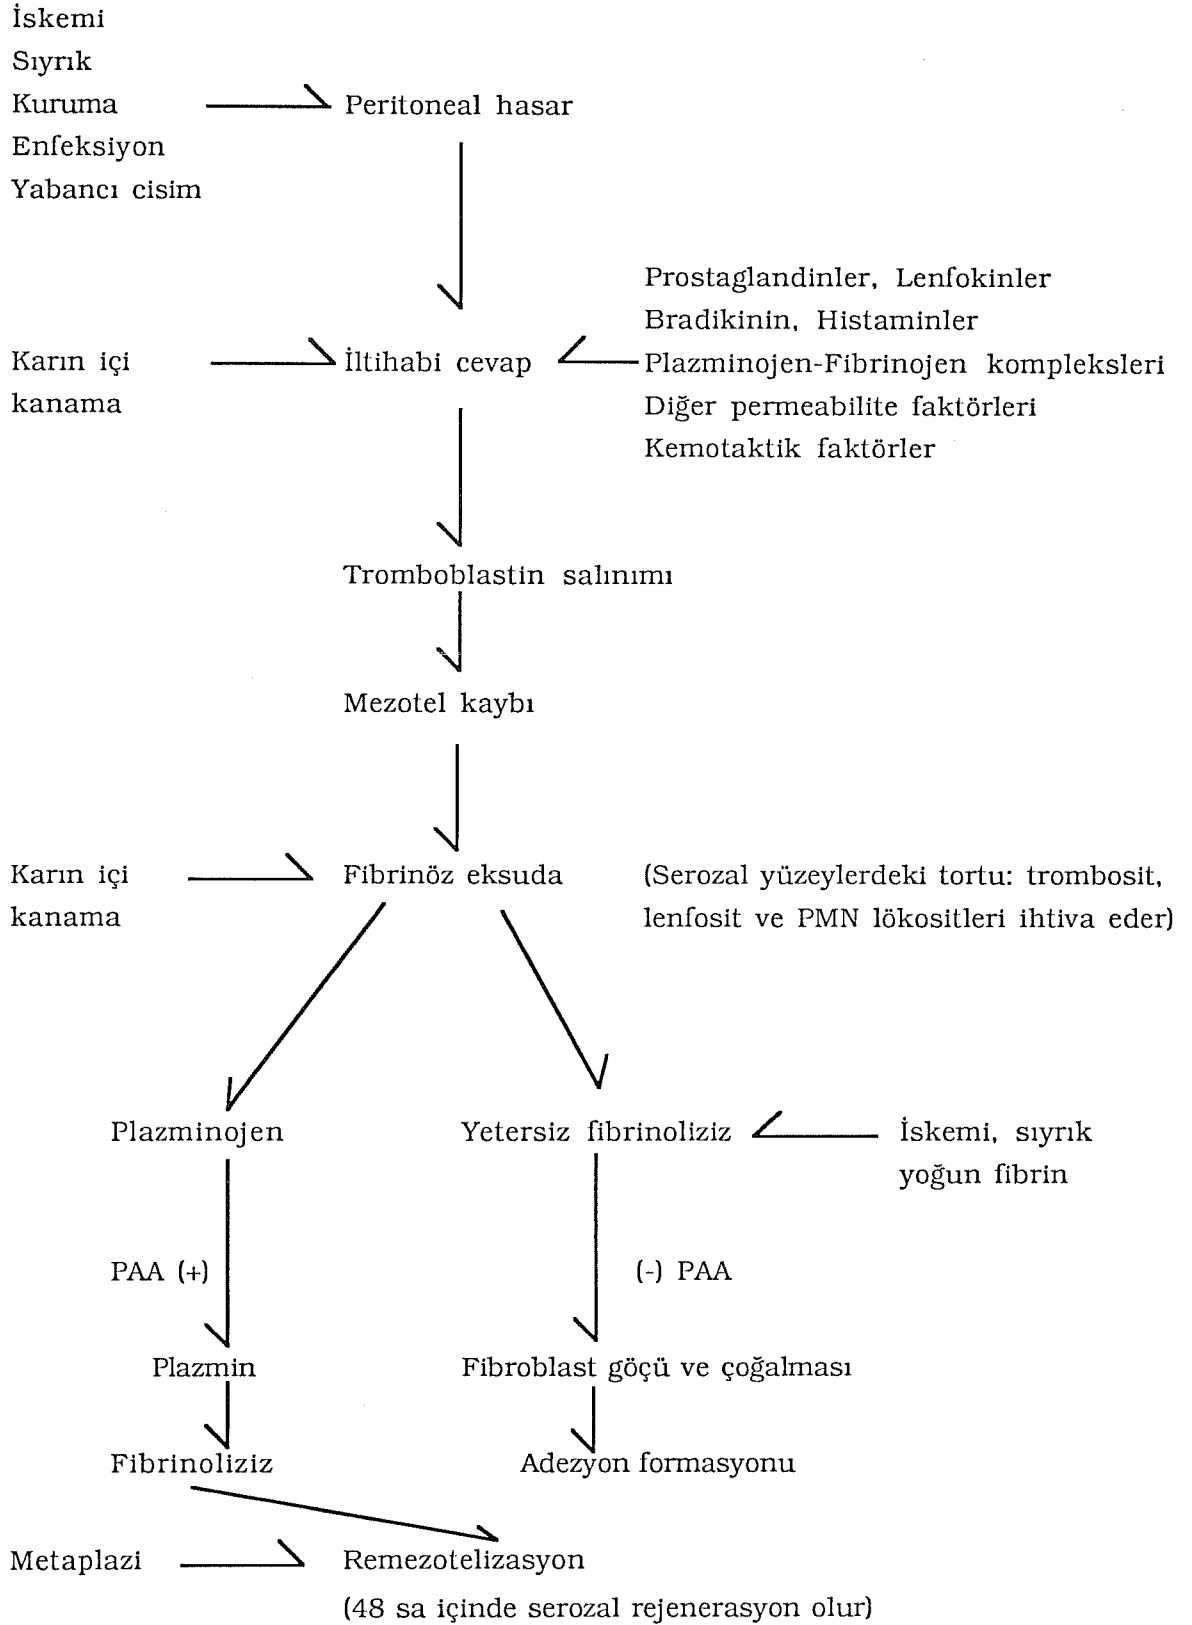 İskemi
Sıyrık
Kuruma
Peritoneal hasar
Enfeksiyon
Yabancı cisim
Prostaglandinler, Lenfokinler
Bradikinin, Histaminler
Karın içi
kanama
İltihabi cevap
Plazminojen-Fibrinojen kompleksleri
Diğer permeabilite faktörleri
Kemotaktik faktörler
Tromboblastin salınımı
Mezotel kaybı
Karın içi
kanama
Fibrinöz eksuda
(Serozal yüzeylerdeki tortu: trombosit,
lenfosit ve PMN lökositleri ihtiva eder)
Plazminojen
Yetersiz fibrinoliziz
İskemi, sıyrık
yoğun fibrin
PAA (+)
(-) PAA
Plazmin
Fibroblast göçü ve çoğalması
Fibrinoliziz
Adezyon formasyonu
Metaplazi
Remezotelizasyon
(48 sa içinde serozal rejenerasyon olur)